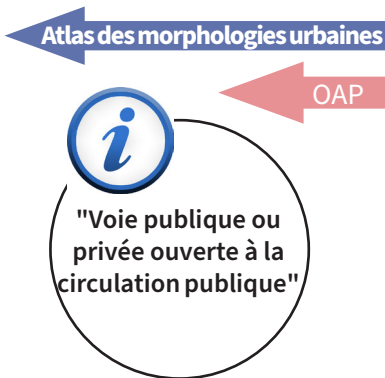 Atlas des morphologies urbaines
OAP
i
"Voie publique ou
privée ouverte à la
circulation publique"